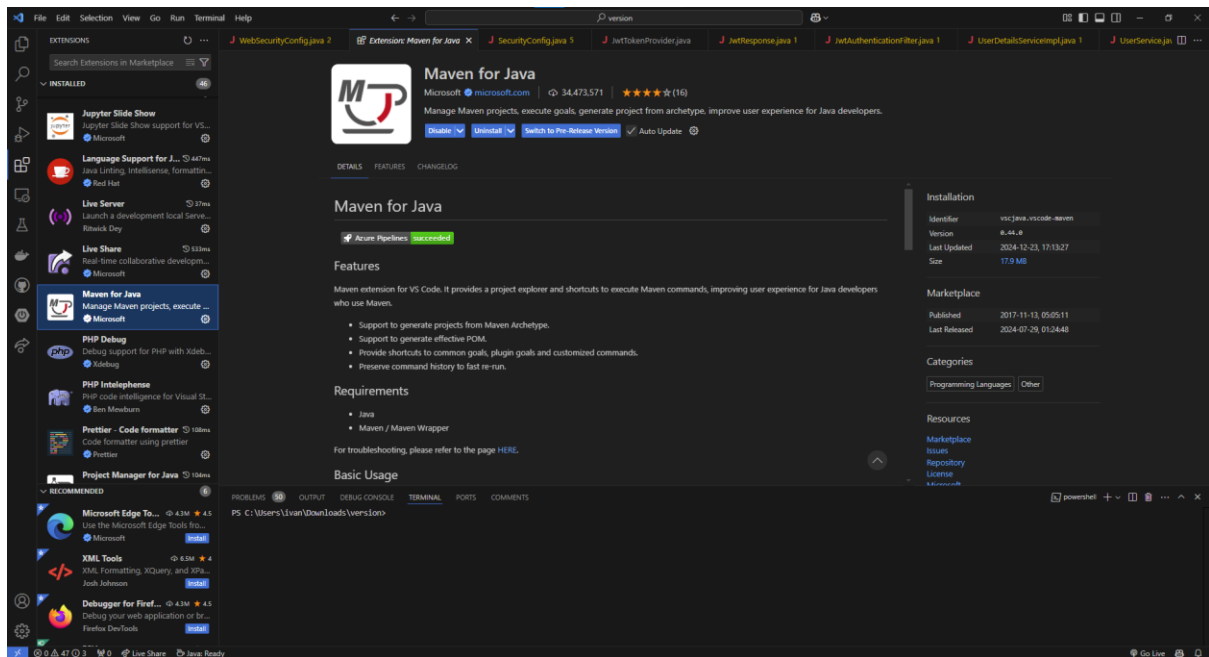 File Edit Selection View Go Run Terminal Help
version
EXTENSIONS
Search Extensions in Marketplace
INSTALLED 46
Jupyter Slide Show
Jupyter Slide Show support for VS...
Microsoft
Language Support for J... 447ms
Java Linting, Intellisense, formattin...
Red Hat
Live Server 37ms
Launch a development local Serve...
Ritwick Dey
Live Share 533ms
Real-time collaborative developm...
Microsoft
Maven for Java
Manage Maven projects, execute ...
Microsoft
PHP Debug
Debug support for PHP with Xdeb...
Xdebug
PHP Intelephense
PHP code intelligence for Visual St...
Ben Mewburn
Prettier - Code formatter 108ms
Code formatter using prettier
Prettier
Project Manager for Java 104ms
RECOMMENDED 6
Microsoft Edge To... 4.3M 4.5
Use the Microsoft Edge Tools fro...
Microsoft Install
XML Tools 6.5M 4
XML Formatting, XQuery, and XPa...
Josh Johnson Install
Debugger for Firef... 4.3M 4.5
Debug your web application or br...
Firefox DevTools Install
WebSecurityConfig.java 2 Extension: Maven for Java SecurityConfig.java 5 JwtTokenProvider.java JwtResponse.java 1 JwtAuthenticationFilter.java 1 UserDetailsServiceImpl.java 1 UserService.jav
Maven for Java
Microsoft microsoft.com 34,473,571 (16)
Manage Maven projects, execute goals, generate project from archetype, improve user experience for Java developers.
Disable Uninstall Switch to Pre-Release Version Auto Update
DETAILS FEATURES CHANGELOG
Maven for Java
Azure Pipelines succeeded
Features
Maven extension for VS Code. It provides a project explorer and shortcuts to execute Maven commands, improving user experience for Java developers
who use Maven.
• Support to generate projects from Maven Archetype.
• Support to generate effective POM.
• Provide shortcuts to common goals, plugin goals and customized commands.
• Preserve command history to fast re-run.
Requirements
• Java
• Maven / Maven Wrapper
For troubleshooting, please refer to the page HERE.
Basic Usage
Installation
Identifier vscjava.vscode-maven
Version 0.44.0
Last Updated 2024-12-23, 17:13:27
Size 17.9 MB
Marketplace
Published 2017-11-13, 05:05:11
Last Released 2024-07-29, 01:24:48
Categories
Programming Languages Other
Resources
Marketplace
Issues
Repository
License
Microsoft
PROBLEMS 50 OUTPUT DEBUG CONSOLE TERMINAL PORTS COMMENTS
powershell
PS C:\Users\ivan\Downloads\version>
0 47 3 0 Live Share Java: Ready
Go Live